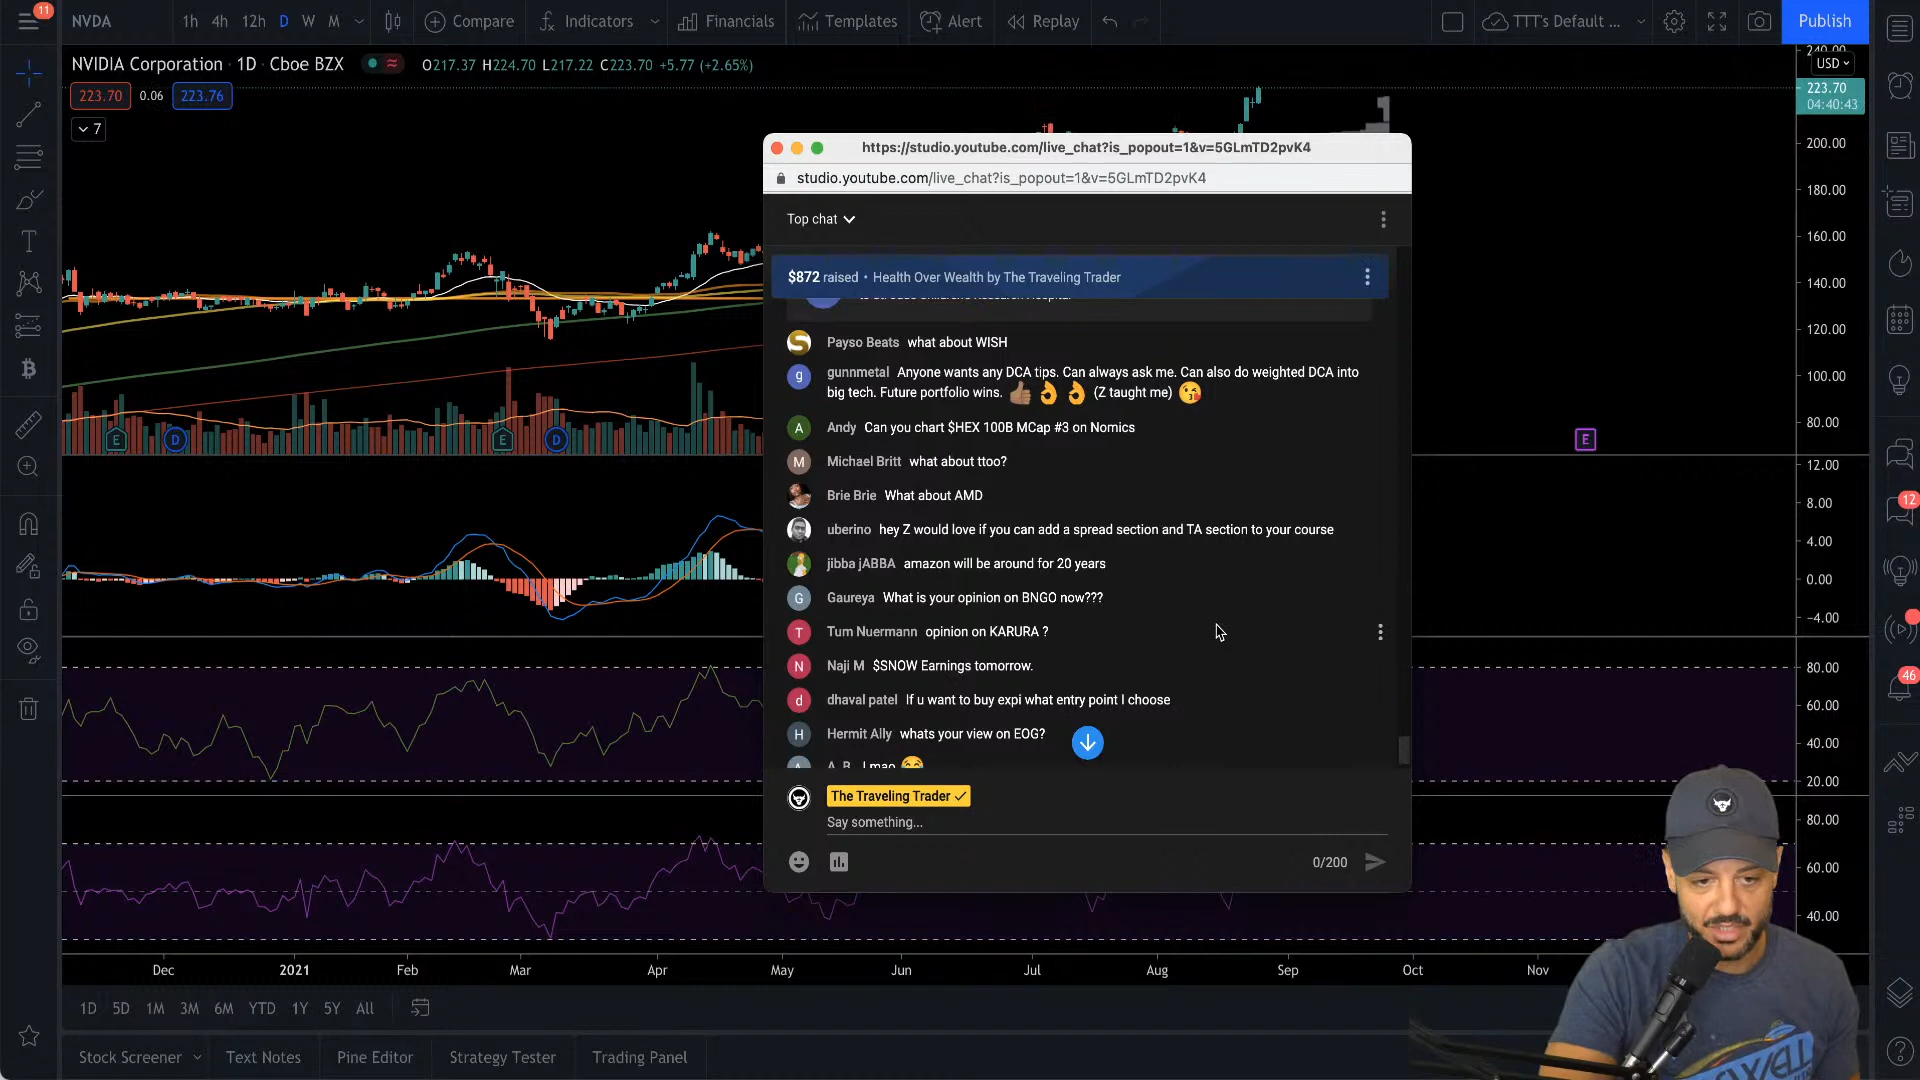 11
NVDA
1h 4h 12h D W M
Compare
Indicators
Financials
Templates
Alert
Replay
TTT's Default ...
Publish
NVIDIA Corporation · 1D · Cboe BZX
O217.37 H224.70 L217.22 C223.70 +5.77 (+2.65%)
223.70 0.06 223.76
7
240.00
USD
223.70
04:40:43
200.00
180.00
160.00
140.00
120.00
100.00
80.00
12.00
8.00
4.00
0.00
-4.00
80.00
60.00
40.00
20.00
80.00
60.00
40.00
https://studio.youtube.com/live_chat?is_popout=1&v=5GLmTD2pvK4
studio.youtube.com/live_chat?is_popout=1&v=5GLmTD2pvK4
Top chat
$872 raised • Health Over Wealth by The Traveling Trader
Payso Beats what about WISH
gunnmetal Anyone wants any DCA tips. Can always ask me. Can also do weighted DCA into
big tech. Future portfolio wins. 👍🏽 👌 👌 (Z taught me) 😘
A Andy Can you chart $HEX 100B MCap #3 on Nomics
M Michael Britt what about ttoo?
Brie Brie What about AMD
uberino hey Z would love if you can add a spread section and TA section to your course
jibba jABBA amazon will be around for 20 years
G Gaureya What is your opinion on BNGO now???
T Tum Nuermann opinion on KARURA ?
N Naji M $SNOW Earnings tomorrow.
d dhaval patel If u want to buy expi what entry point I choose
H Hermit Ally whats your view on EOG?
A. B. Lmao
The Traveling Trader
Say something...
0/200
E D E D E
12
46
Dec 2021 Feb Mar Apr May Jun Jul Aug Sep Oct Nov
1D 5D 1M 3M 6M YTD 1Y 5Y All
Stock Screener Text Notes Pine Editor Strategy Tester Trading Panel